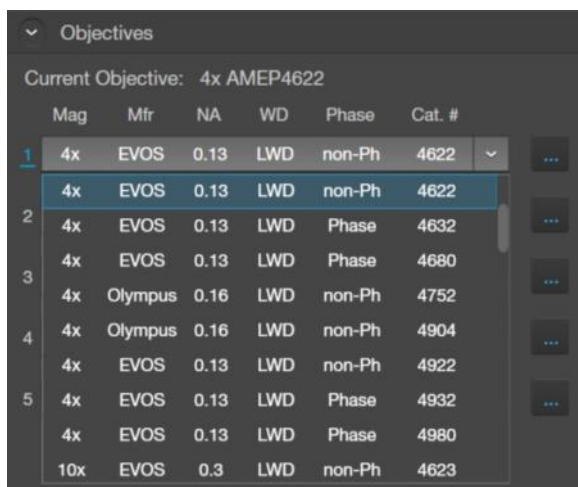 Objectives
Current Objective: 4x AMEP4622
Mag Mfr NA WD Phase Cat. #
1 4x EVOS 0.13 LWD non-Ph 4622 ...
4x EVOS 0.13 LWD non-Ph 4622
2 4x EVOS 0.13 LWD Phase 4632 ...
4x EVOS 0.13 LWD Phase 4680
3 4x Olympus 0.16 LWD non-Ph 4752 ...
4 4x Olympus 0.16 LWD non-Ph 4904 ...
4x EVOS 0.13 LWD non-Ph 4922
5 4x EVOS 0.13 LWD Phase 4932 ...
4x EVOS 0.13 LWD Phase 4980
10x EVOS 0.3 LWD non-Ph 4623